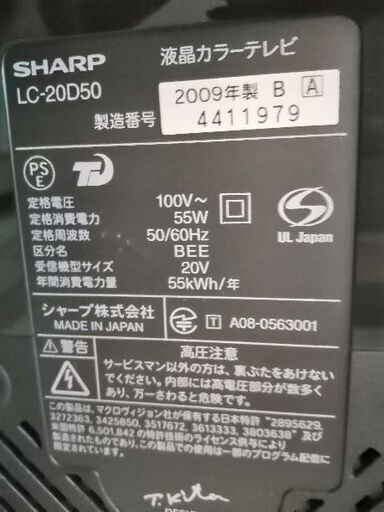 SHARP
液晶カラーテレビ
LC-20D50
2009年製 B A
製造番号
4411979
PS
E
定格電圧 100V~
定格消費電力 55W
定格周波数 50/60Hz
区分名 BEE
受信機型サイズ 20V
年間消費電力量 55kWh/年
UL Japan
シャープ株式会社
MADE IN JAPAN
T A08-0563001
警告 高圧注意
サービスマン以外の方は、裏ぶたをあけない
でください。内部には高電圧部分が数多く
あり、万一さわると危険です。
この製品は、マクロヴィジョン社が保有する日本特許 "2895629,
3272363, 3425850, 3517672, 3613333, 3803638" 及び
米国特許 6,501,842 の特許技術のライセンス供与により
保護されています。